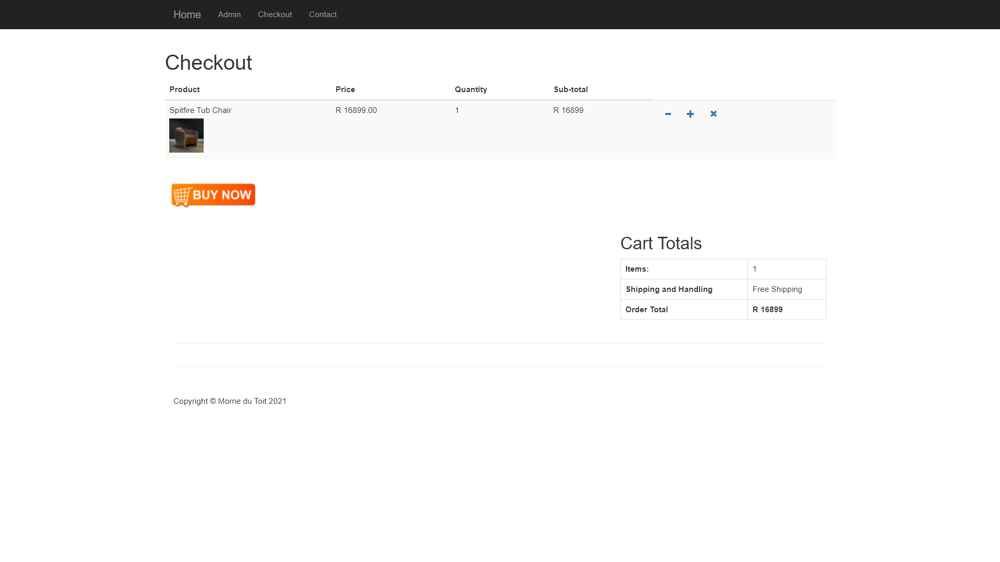 Home Admin Checkout Contact
Checkout
Product Price Quantity Sub-total
Spitfire Tub Chair R 16899.00 1 R 16899
BUY NOW
Cart Totals
Items: 1
Shipping and Handling Free Shipping
Order Total R 16899
Copyright © Morne du Toit 2021